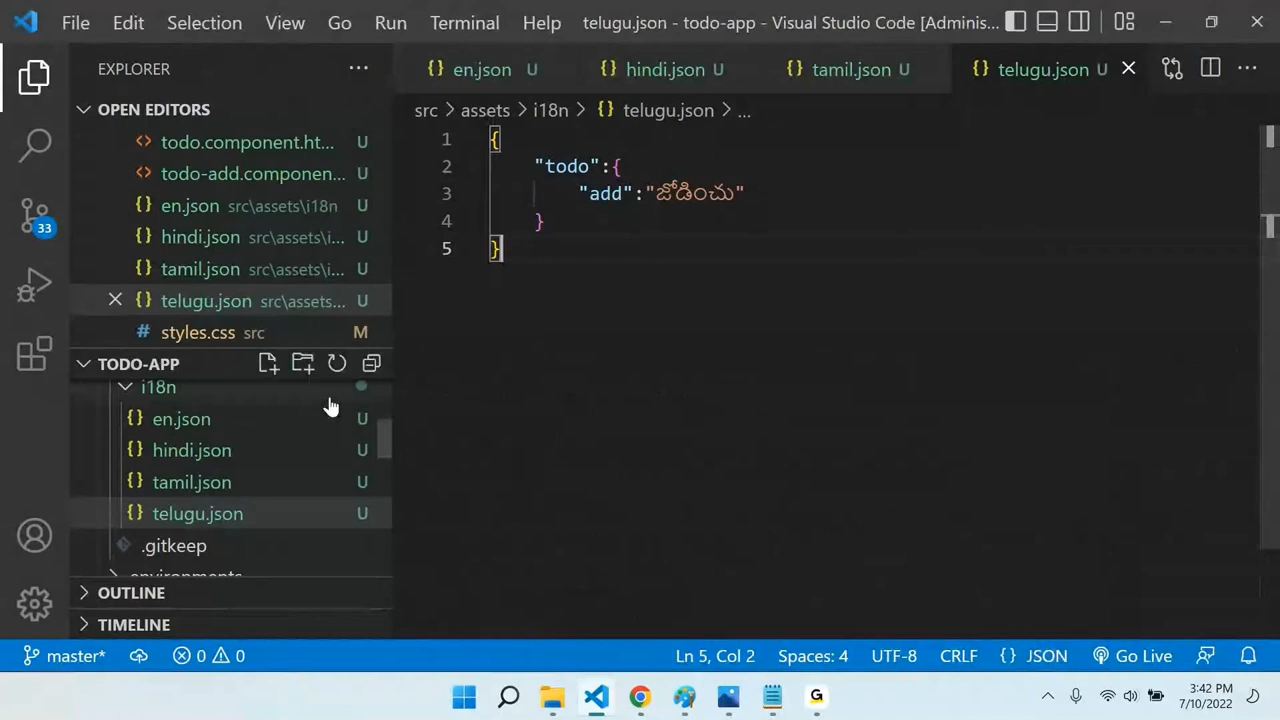 File Edit Selection View Go Run Terminal Help telugu.json - todo-app - Visual Studio Code [Adminis...
EXPLORER
OPEN EDITORS
todo.component.ht... U
todo-add.componen... U
en.json src\assets\i18n U
hindi.json src\assets\i... U
tamil.json src\assets\i... U
telugu.json src\assets... U
# styles.css src M
TODO-APP
i18n
{} en.json U
{} hindi.json U
{} tamil.json U
{} telugu.json U
.gitkeep
environments
OUTLINE
TIMELINE
33
{} en.json U {} hindi.json U {} tamil.json U {} telugu.json U
src > assets > i18n > {} telugu.json > ...
1 {
2 "todo":{
3 "add":"జోడించు"
4 }
5 }
master* 0 0 Ln 5, Col 2 Spaces: 4 UTF-8 CRLF {} JSON Go Live
G
3:42 PM
7/10/2022